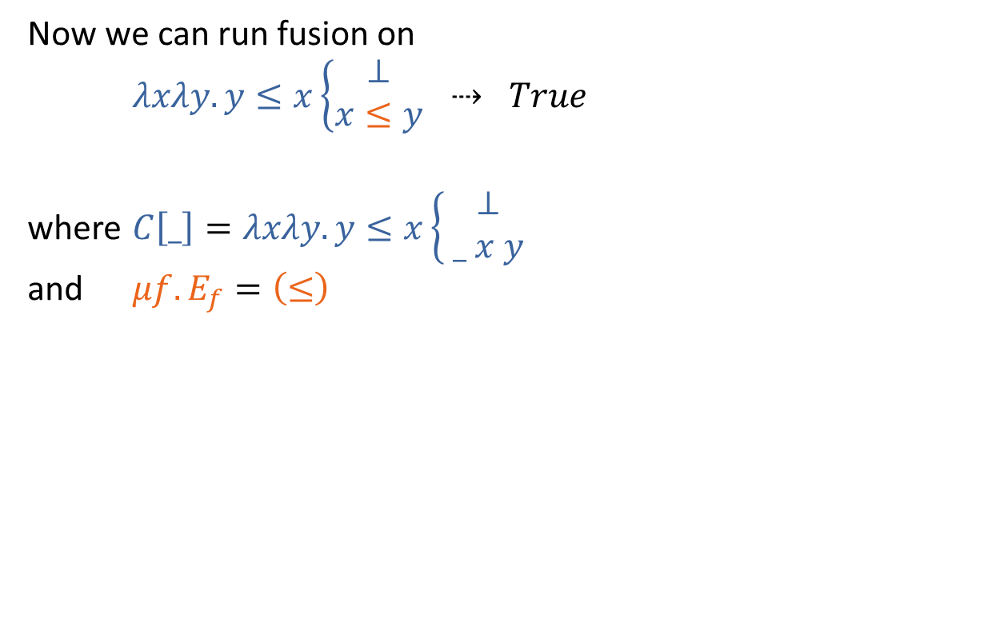 Now we can run fusion on
λxλy. y ≤ x { ⊥
x ≤ y ⇢ True
where C[_] = λxλy. y ≤ x { ⊥
_ x y
and μf. E_f = (≤)